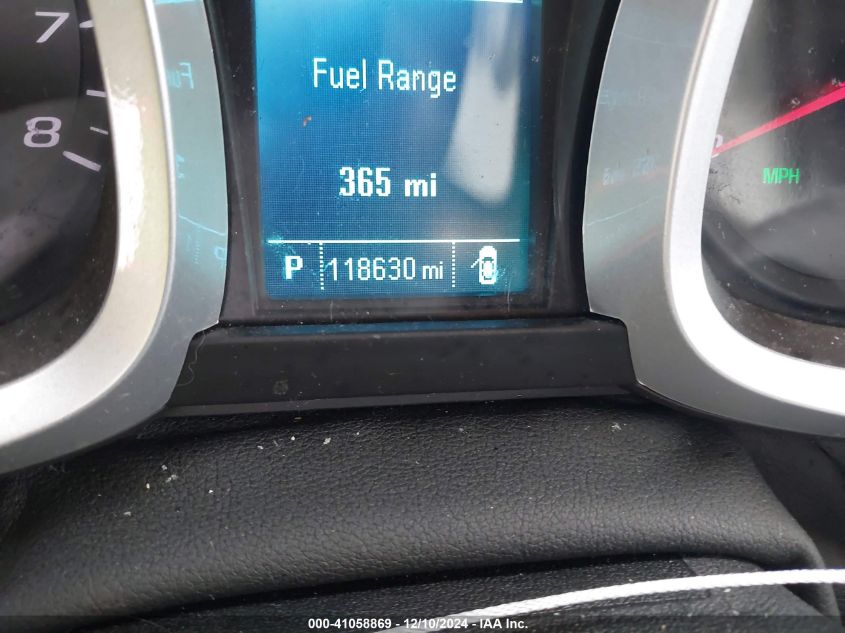 7
8
Fuel Range
365 mi
P 118630 mi
MPH
000-41058869 - 12/10/2024 - IAA Inc.